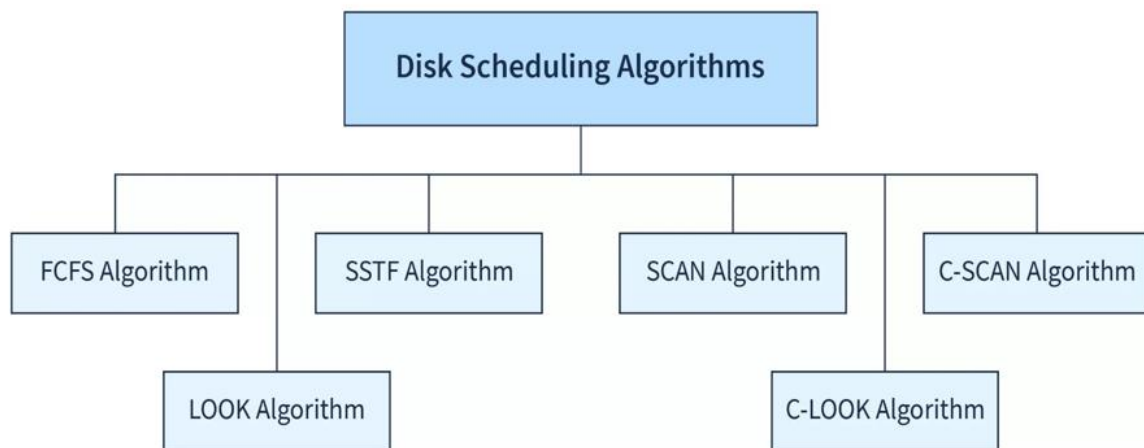 Disk Scheduling Algorithms
FCFS Algorithm
SSTF Algorithm
SCAN Algorithm
C-SCAN Algorithm
LOOK Algorithm
C-LOOK Algorithm